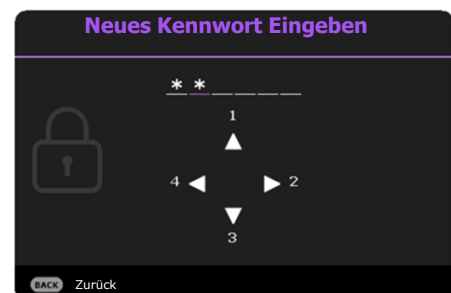 Neues Kennwort Eingeben
* * _ _ _ _
1
4 2
3
BACK Zurück